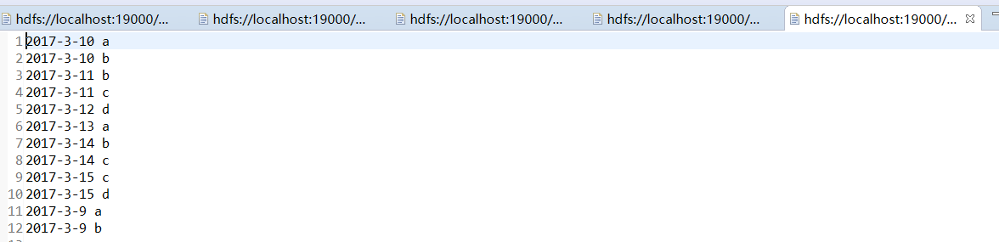 hdfs://localhost:19000/... hdfs://localhost:19000/... hdfs://localhost:19000/... hdfs://localhost:19000/... hdfs://localhost:19000/...
1 2017-3-10 a
2 2017-3-10 b
3 2017-3-11 b
4 2017-3-11 c
5 2017-3-12 d
6 2017-3-13 a
7 2017-3-14 b
8 2017-3-14 c
9 2017-3-15 c
10 2017-3-15 d
11 2017-3-9 a
12 2017-3-9 b